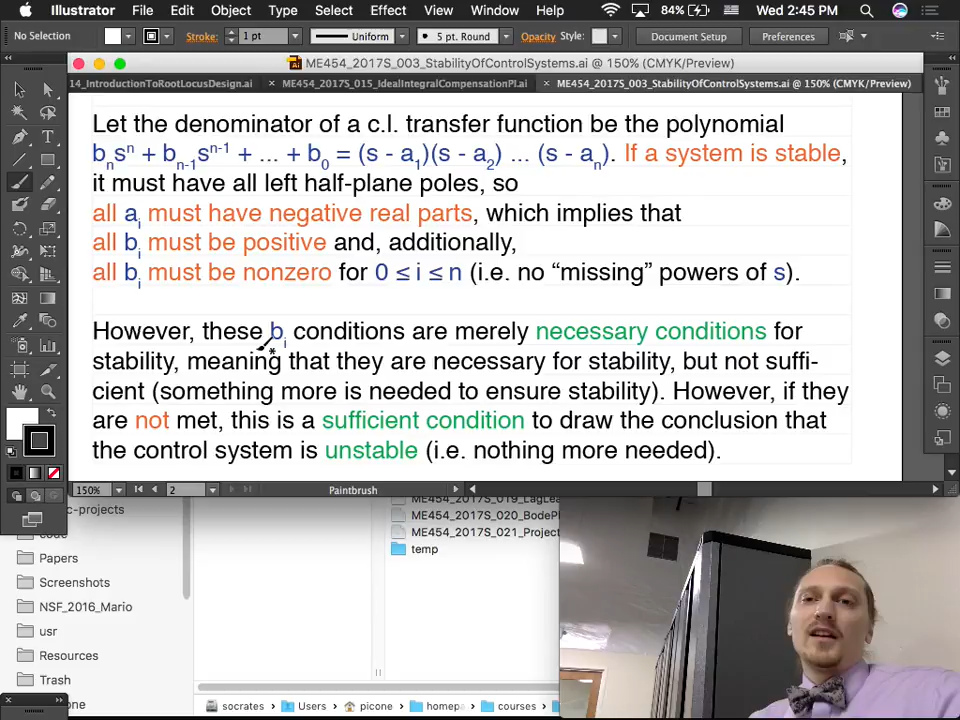 Illustrator File Edit Object Type Select Effect View Window Help 84% Wed 2:45 PM
No Selection Stroke: 1 pt Uniform 5 pt. Round Opacity Style: Document Setup Preferences
ME454_2017S_003_StabilityOfControlSystems.ai @ 150% (CMYK/Preview)
14_IntroductionToRootLocusDesign.ai ME454_2017S_015_IdealIntegralCompensationPI.ai ME454_2017S_003_StabilityOfControlSystems.ai @ 150% (CMYK/Preview)
Let the denominator of a c.l. transfer function be the polynomial
bnsn + bn-1sn-1 + ... + b0 = (s - a1)(s - a2) ... (s - an). If a system is stable,
it must have all left half-plane poles, so
all ai must have negative real parts, which implies that
all bi must be positive and, additionally,
all bi must be nonzero for 0 ≤ i ≤ n (i.e. no “missing” powers of s).
However, these bi conditions are merely necessary conditions for
stability, meaning that they are necessary for stability, but not suffi-
cient (something more is needed to ensure stability). However, if they
are not met, this is a sufficient condition to draw the conclusion that
the control system is unstable (i.e. nothing more needed).
150% 2 Paintbrush
c-projects
code
Papers
Screenshots
NSF_2016_Mario
usr
Resources
Trash
ME454_2017S_019_LagLea
ME454_2017S_020_BodePl
ME454_2017S_021_Project
temp
socrates Users picone homepa courses